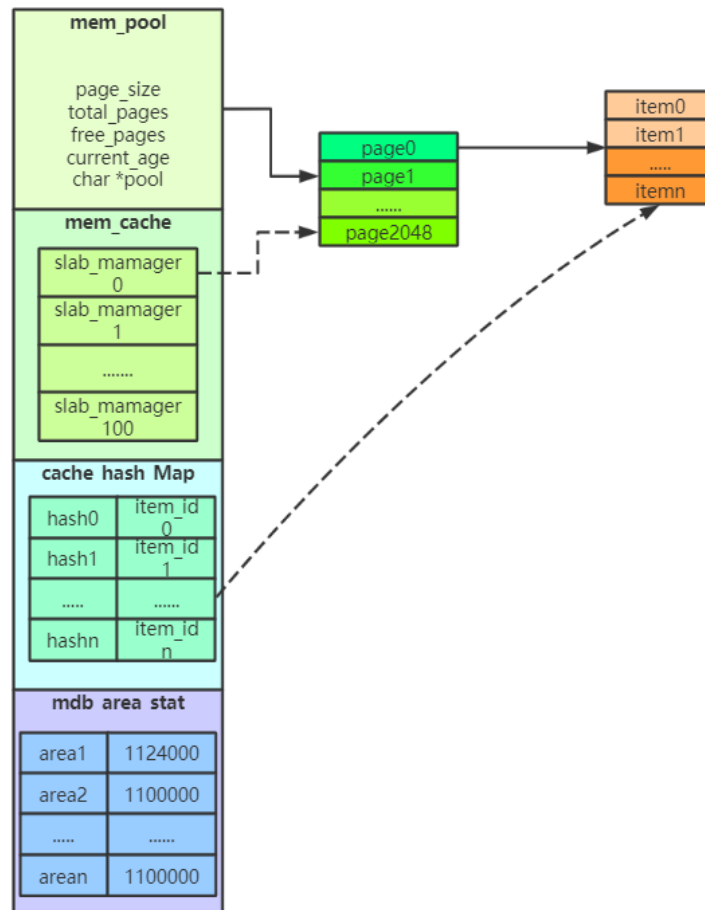 mem_pool
page_size
total_pages
free_pages
current_age
char *pool
mem_cache
slab_mamager
0
slab_mamager
1
.......
slab_mamager
100
cache hash Map
hash0 item_id
0
hash1 item_id
1
..... ......
hashn item_id
n
mdb area stat
area1 1124000
area2 1100000
..... ......
arean 1100000
page0
page1
......
page2048
item0
item1
.....
itemn